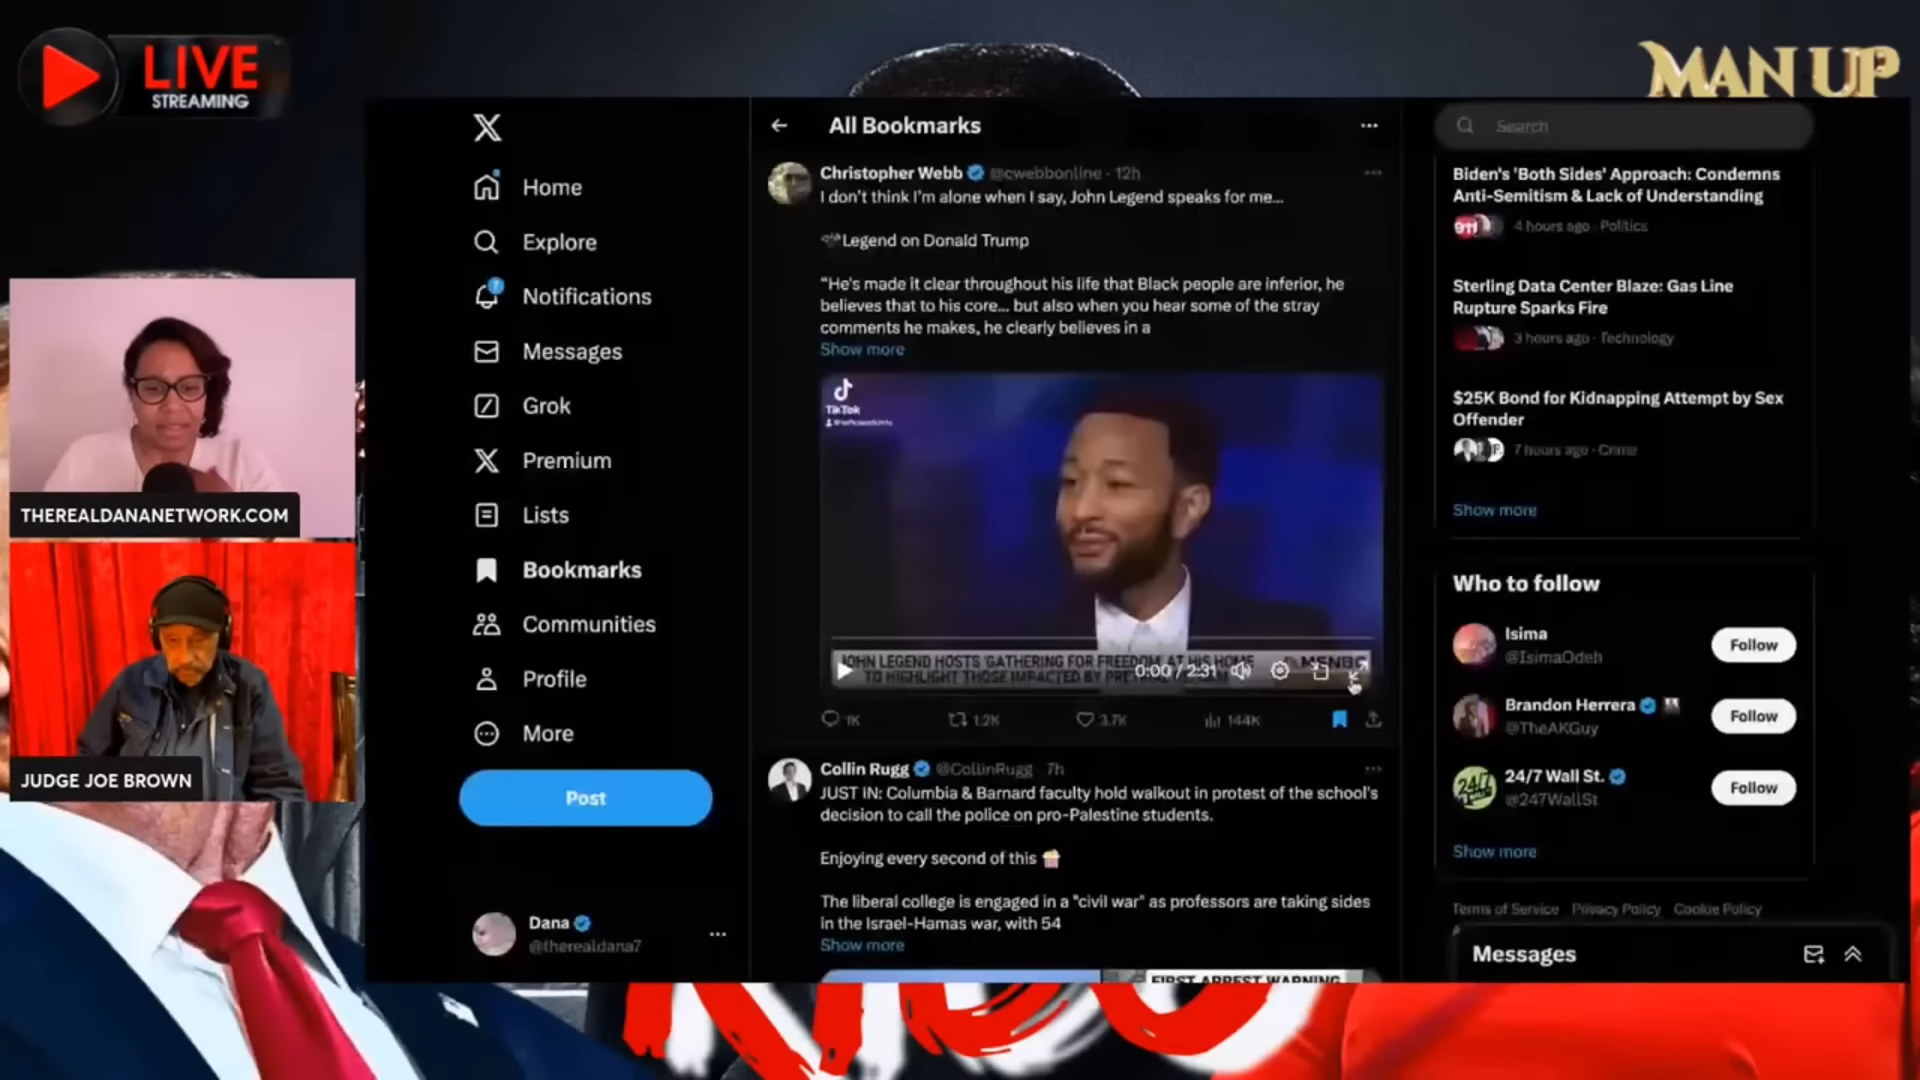 LIVE
STREAMING
MAN UP
THEREALDANANETWORK.COM
JUDGE JOE BROWN
Home
Explore
Notifications
Messages
Grok
Premium
Lists
Bookmarks
Communities
Profile
More
Post
Dana
@therealdana7
All Bookmarks
Christopher Webb @cwebbonline · 12h
I don't think I'm alone when I say, John Legend speaks for me...
Legend on Donald Trump
"He's made it clear throughout his life that Black people are inferior, he
believes that to his core... but also when you hear some of the stray
comments he makes, he clearly believes in a
Show more
TikTok
JOHN LEGEND HOSTS 'GATHERING FOR FREEDOM' AT HIS HOME
TO HIGHLIGHT THOSE IMPACTED BY
0:00 / 2:31
MSNBC
1K 1.2K 3.7K 144K
Collin Rugg @CollinRugg 7h
JUST IN: Columbia & Barnard faculty hold walkout in protest of the school's
decision to call the police on pro-Palestine students.
Enjoying every second of this
The liberal college is engaged in a "civil war" as professors are taking sides
in the Israel-Hamas war, with 54
Show more
FIRST ARREST WARNING
Search
Biden's 'Both Sides' Approach: Condemns
Anti-Semitism & Lack of Understanding
911
4 hours ago · Politics
Sterling Data Center Blaze: Gas Line
Rupture Sparks Fire
3 hours ago · Technology
$25K Bond for Kidnapping Attempt by Sex
Offender
7 hours ago · Crime
Show more
Who to follow
Isima
@IsimaOdeh
Follow
Brandon Herrera
@TheAKGuy
Follow
24/7
24/7 Wall St.
@247WallSt
Follow
Show more
Terms of Service Privacy Policy Cookie Policy
Messages